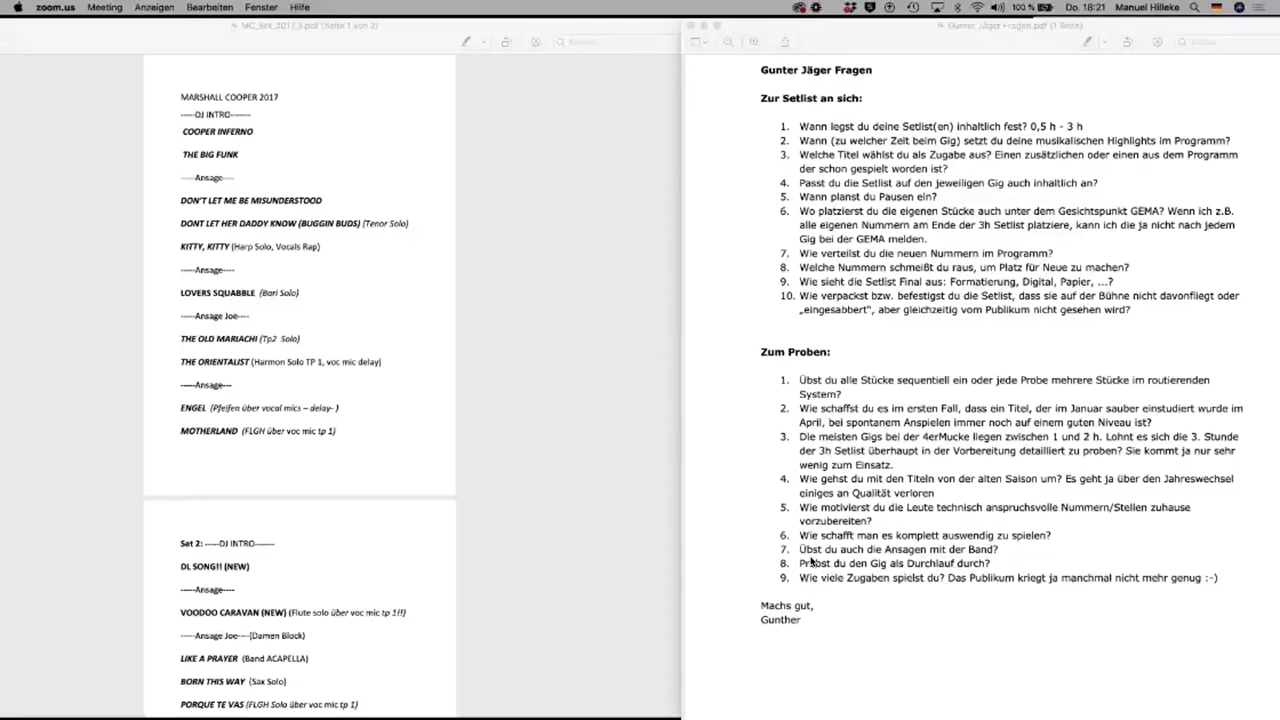 zoom.us Meeting Anzeigen Bearbeiten Fenster Hilfe
100 % Do. 18:21 Manuel Hilleke
MC_Set_2017_3.pdf (Seite 1 von 2)
MARSHALL COOPER 2017
-----DJ INTRO-------
COOPER INFERNO
THE BIG FUNK
-----Ansage----
DON'T LET ME BE MISUNDERSTOOD
DONT LET HER DADDY KNOW (BUGGIN BUDS) (Tenor Solo)
KITTY, KITTY (Harp Solo, Vocals Rap)
-----Ansage----
LOVERS SQUABBLE (Bari Solo)
-----Ansage Joe----
THE OLD MARIACHI (Tp2 Solo)
THE ORIENTALIST (Harmon Solo TP 1, voc mic delay)
-----Ansage---
ENGEL (Pfeifen über vocal mics – delay- )
MOTHERLAND (FLGH über voc mic tp 1)
Set 2: -----DJ INTRO-------
DL SONG!! (NEW)
-----Ansage----
VOODOO CARAVAN (NEW) (Flute solo über voc mic tp 1!!)
-----Ansage Joe----(Damen Block)
LIKE A PRAYER (Band ACAPELLA)
BORN THIS WAY (Sax Solo)
PORQUE TE VAS (FLGH Solo über voc mic tp 1)
Gunter Jäger Fragen.pdf (1 Seite)
Gunter Jäger Fragen
Zur Setlist an sich:
1. Wann legst du deine Setlist(en) inhaltlich fest? 0,5 h - 3 h
2. Wann (zu welcher Zeit beim Gig) setzt du deine musikalischen Highlights im Programm?
3. Welche Titel wählst du als Zugabe aus? Einen zusätzlichen oder einen aus dem Programm
der schon gespielt worden ist?
4. Passt du die Setlist auf den jeweiligen Gig auch inhaltlich an?
5. Wann planst du Pausen ein?
6. Wo platzierst du die eigenen Stücke auch unter dem Gesichtspunkt GEMA? Wenn ich z.B.
alle eigenen Nummern am Ende der 3h Setlist platziere, kann ich die ja nicht nach jedem
Gig bei der GEMA melden.
7. Wie verteilst du die neuen Nummern im Programm?
8. Welche Nummern schmeißt du raus, um Platz für Neue zu machen?
9. Wie sieht die Setlist Final aus: Formatierung, Digital, Papier, ...?
10. Wie verpackst bzw. befestigst du die Setlist, dass sie auf der Bühne nicht davonfliegt oder
„eingesabbert", aber gleichzeitig vom Publikum nicht gesehen wird?
Zum Proben:
1. Übst du alle Stücke sequentiell ein oder jede Probe mehrere Stücke im routierenden
System?
2. Wie schaffst du es im ersten Fall, dass ein Titel, der im Januar sauber einstudiert wurde im
April, bei spontanem Anspielen immer noch auf einem guten Niveau ist?
3. Die meisten Gigs bei der 4erMucke liegen zwischen 1 und 2 h. Lohnt es sich die 3. Stunde
der 3h Setlist überhaupt in der Vorbereitung detailliert zu proben? Sie kommt ja nur sehr
wenig zum Einsatz.
4. Wie gehst du mit den Titeln von der alten Saison um? Es geht ja über den Jahreswechsel
einiges an Qualität verloren
5. Wie motivierst du die Leute technisch anspruchsvolle Nummern/Stellen zuhause
vorzubereiten?
6. Wie schafft man es komplett auswendig zu spielen?
7. Übst du auch die Ansagen mit der Band?
8. Probst du den Gig als Durchlauf durch?
9. Wie viele Zugaben spielst du? Das Publikum kriegt ja manchmal nicht mehr genug :-)
Machs gut,
Gunther